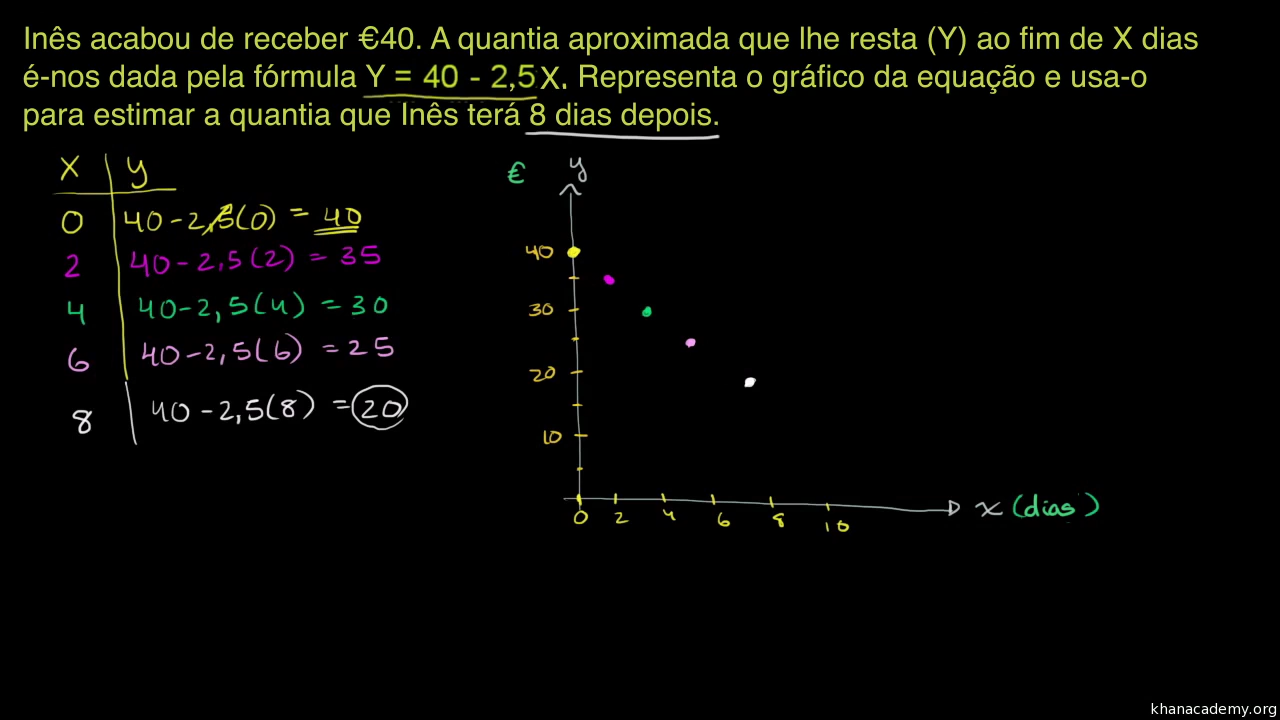 Inês acabou de receber €40. A quantia aproximada que lhe resta (Y) ao fim de X dias
é-nos dada pela fórmula Y = 40 - 2,5X. Representa o gráfico da equação e usa-o
para estimar a quantia que Inês terá 8 dias depois.
x y
0 40-2,5(0) = 40
2 40-2,5(2) = 35
4 40-2,5(4) = 30
6 40-2,5(6) = 25
8 40-2,5(8) = 20
€ y
40
30
20
10
0 2 4 6 8 10
x (dias)
khanacademy.org